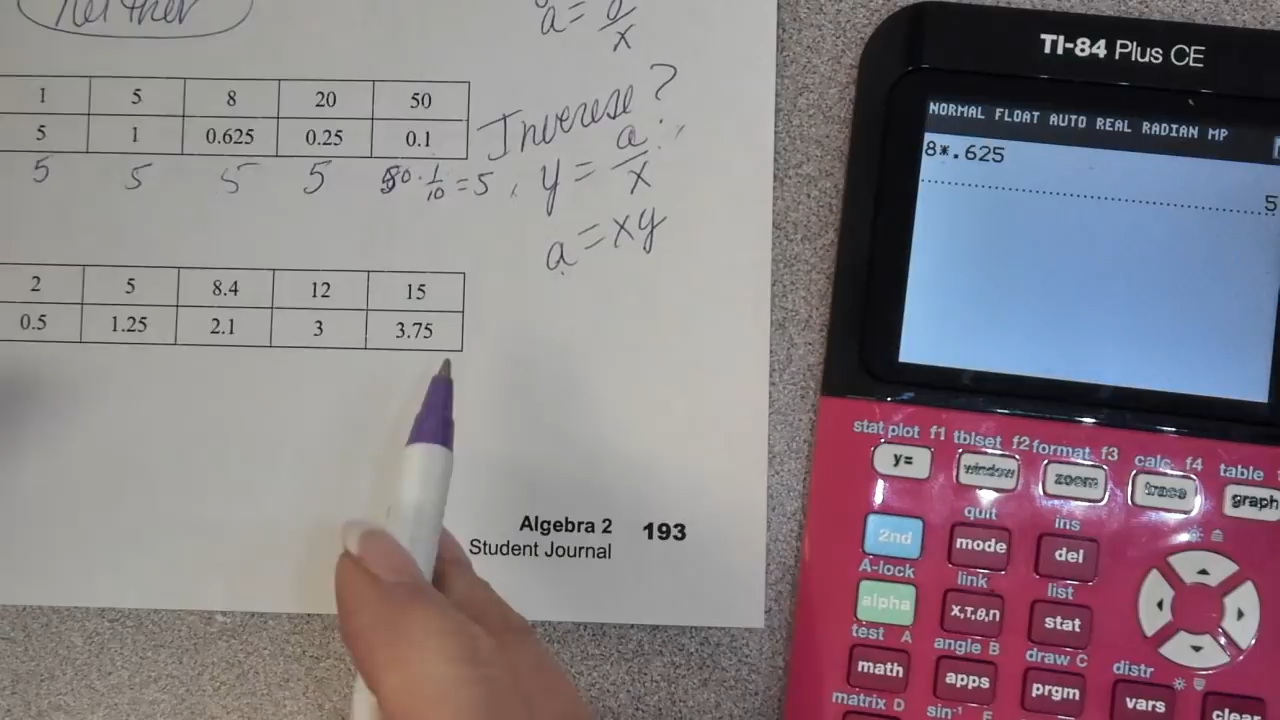 Neither
a = y/x
1 5 8 20 50
5 1 0.625 0.25 0.1
5 5 5 5 50 · 1/10 = 5
Inverse?
y = a/x
a = xy
2 5 8.4 12 15
0.5 1.25 2.1 3 3.75
Algebra 2 193
Student Journal
TI-84 Plus CE
NORMAL FLOAT AUTO REAL RADIAN MP
8*.625
5
stat plot f1 tblset f2 format f3 calc f4 table
y= window zoom trace graph
quit ins
2nd mode del
A-lock link list
alpha X,T,θ,n stat
test A angle B draw C distr
math apps prgm vars clear
matrix D sin⁻¹ E